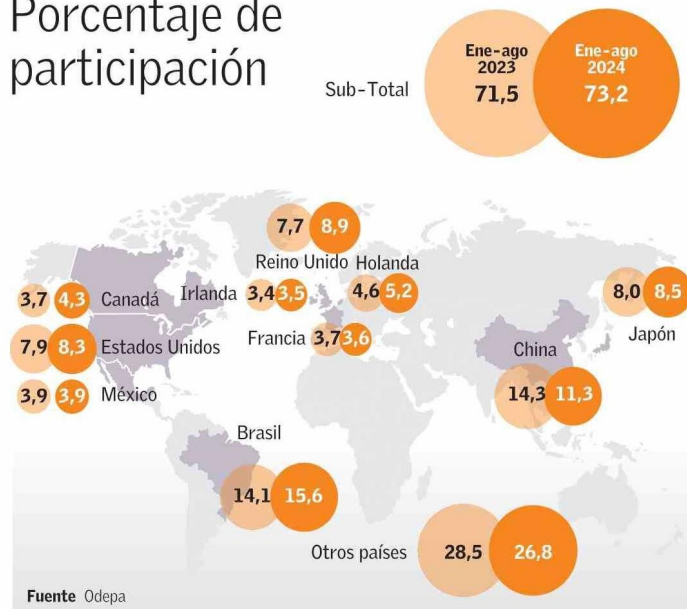 Porcentaje de
participación
Sub-Total
Ene-ago
2023
71,5
Ene-ago
2024
73,2
7,7 8,9
Reino Unido
Holanda
4,6 5,2
Irlanda 3,4 3,5
Francia 3,7 3,6
3,7 4,3 Canadá
7,9 8,3 Estados Unidos
3,9 3,9 México
8,0 8,5
Japón
China
14,3 11,3
Brasil
14,1 15,6
Otros países 28,5 26,8
Fuente Odepa